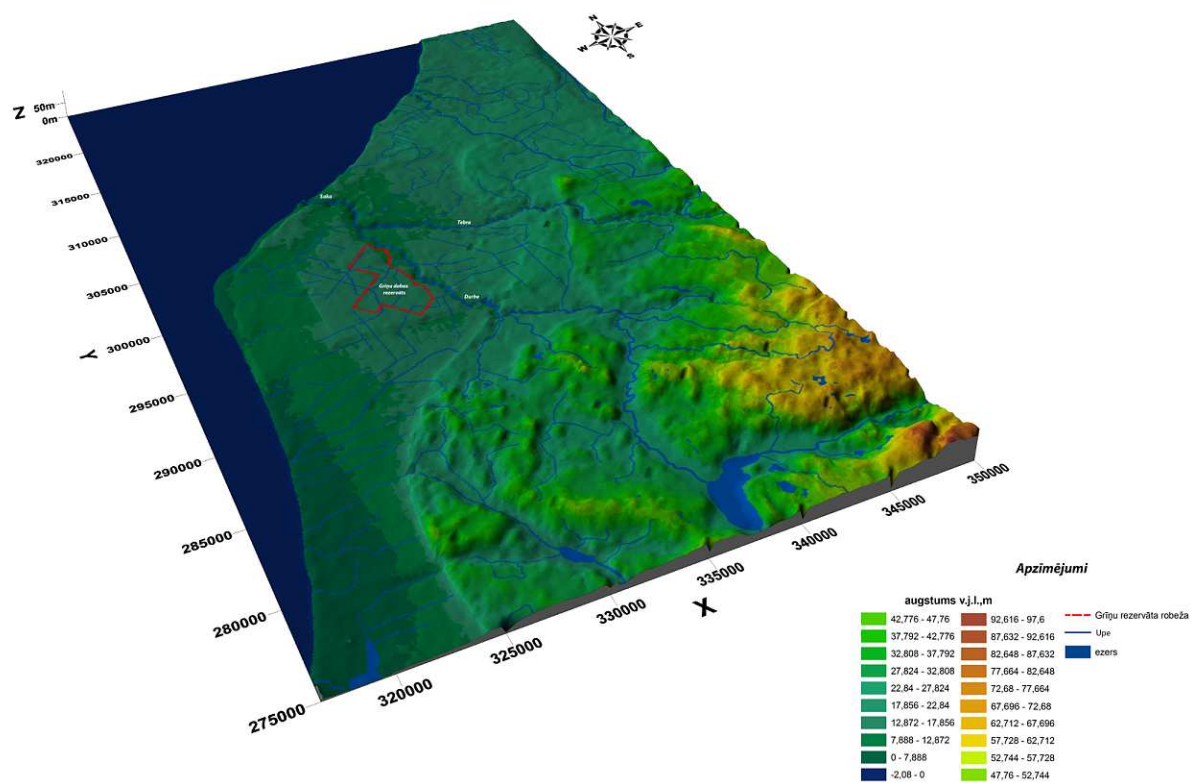 N
E
W
S
Z
50m
0m
320000
315000
310000
305000
300000
295000
290000
285000
280000
275000
Y
Saka
Tebra
Grīņu dabas
rezervāts
Durbe
320000
325000
330000
335000
340000
345000
350000
X
Apzīmējumi
augstums v.j.l.,m
42,776 - 47,76
37,792 - 42,776
32,808 - 37,792
27,824 - 32,808
22,84 - 27,824
17,856 - 22,84
12,872 - 17,856
7,888 - 12,872
0 - 7,888
-2,08 - 0
92,616 - 97,6
87,632 - 92,616
82,648 - 87,632
77,664 - 82,648
72,68 - 77,664
67,696 - 72,68
62,712 - 67,696
57,728 - 62,712
52,744 - 57,728
47,76 - 52,744
Grīņu rezervāta robeža
Upe
ezers